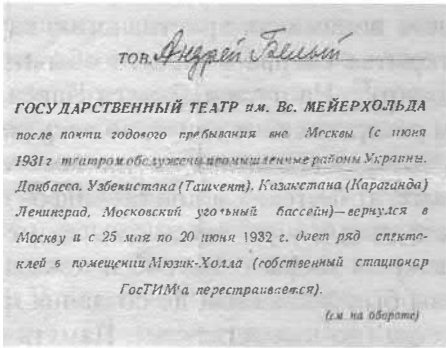 ТОВ. Андрей Белый
ГОСУДАРСТВЕННЫЙ ТЕАТР им. Вс. МЕЙЕРХОЛЬДА
после почти годового пребывания вне Москвы (с июня
1931 г театром обслужены промышленные районы Украины,
Донбасса, Узбекистана (Ташкент), Казакстана (Караганда)
Ленинград, Московский угольный бассейн)—вернулся в
Москву и с 25 мая по 20 июня 1932 г. дает ряд спекта-
клей в помещении Мюзик-Холла (собственный стационар
ГосТИМ'а перестраивается).
(см на обороте)